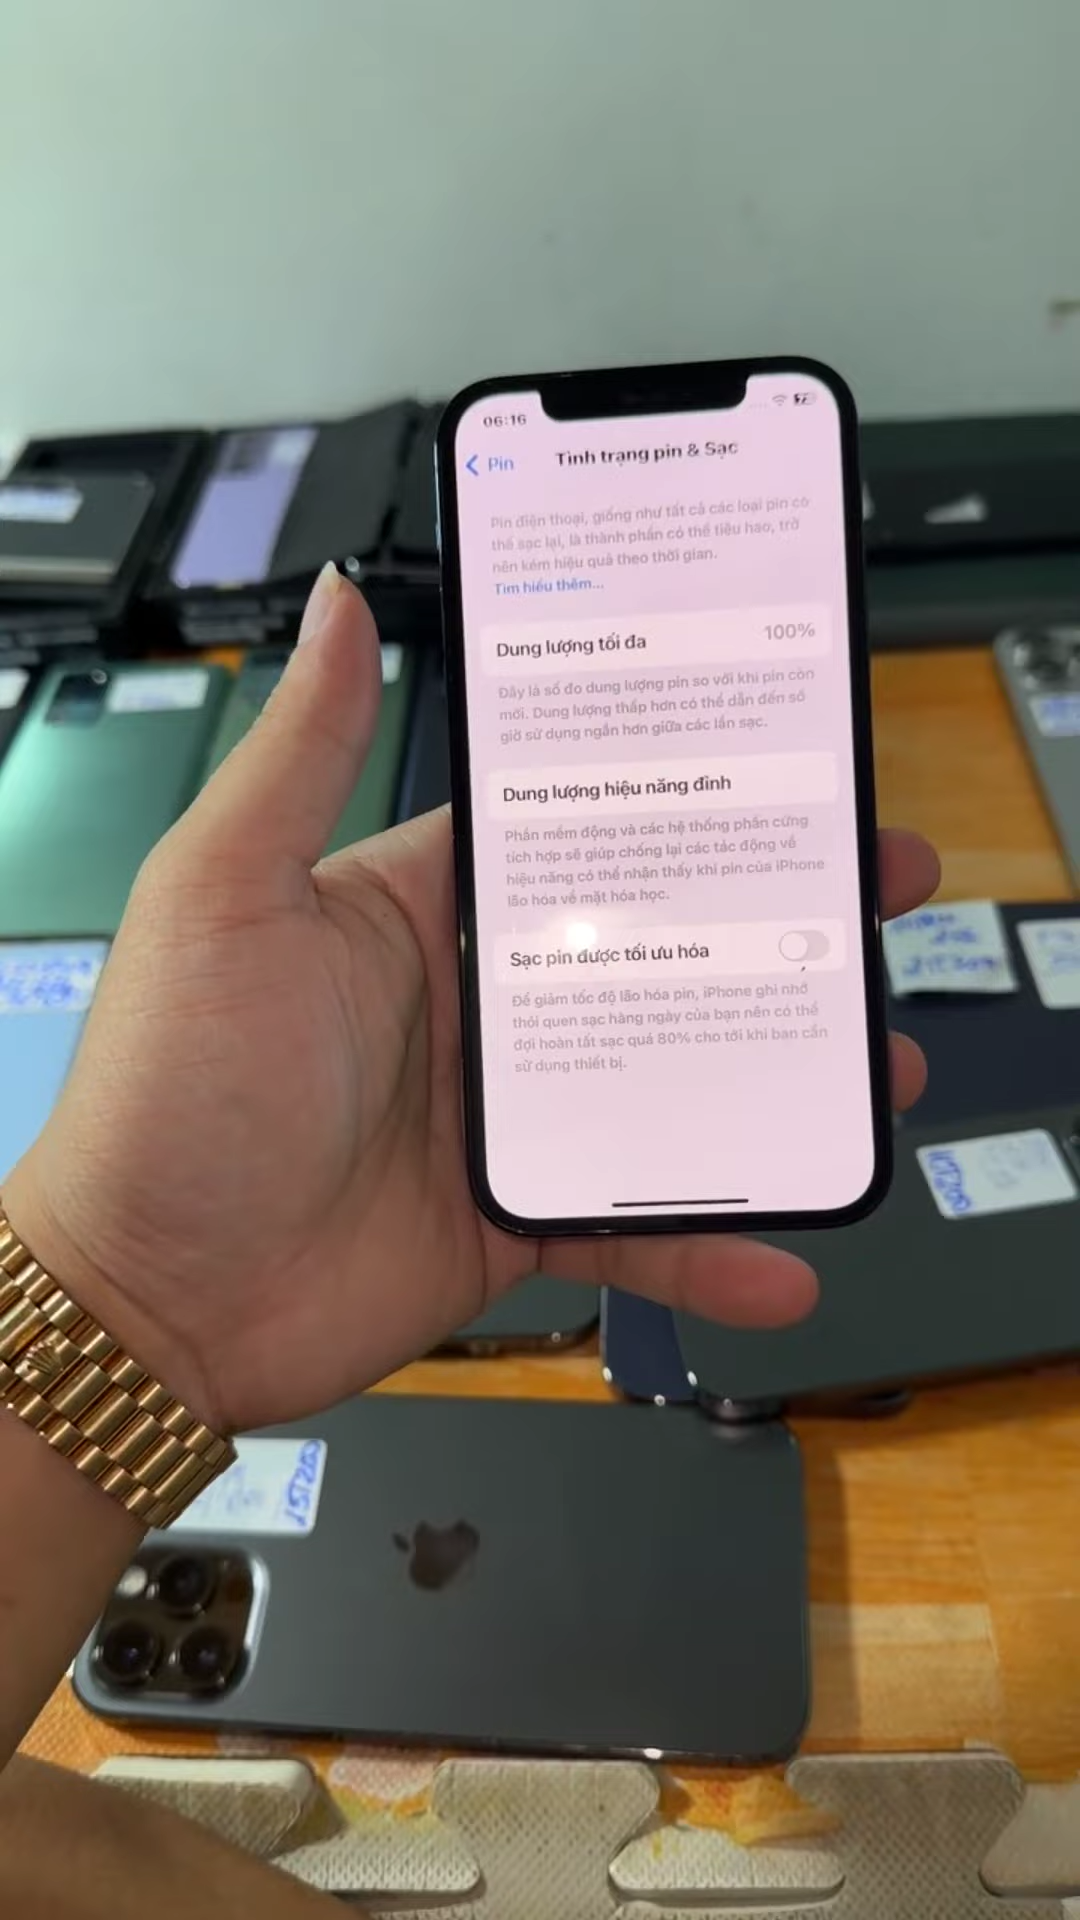 06:16
Pin
Tình trạng pin & Sạc
Pin điện thoại, giống như tất cả các loại pin có
thể sạc lại, là thành phần có thể tiêu hao, trở
nên kém hiệu quả theo thời gian.
Tìm hiểu thêm...
Dung lượng tối đa
100%
Đây là số đo dung lượng pin so với khi pin còn
mới. Dung lượng thấp hơn có thể dẫn đến số
giờ sử dụng ngắn hơn giữa các lần sạc.
Dung lượng hiệu năng đỉnh
Phần mềm động và các hệ thống phần cứng
tích hợp sẽ giúp chống lại các tác động về
hiệu năng có thể nhận thấy khi pin của iPhone
lão hóa về mặt hóa học.
Sạc pin được tối ưu hóa
Để giảm tốc độ lão hóa pin, iPhone ghi nhớ
thói quen sạc hàng ngày của bạn nên có thể
đợi hoàn tất sạc quá 80% cho tới khi bạn cần
sử dụng thiết bị.